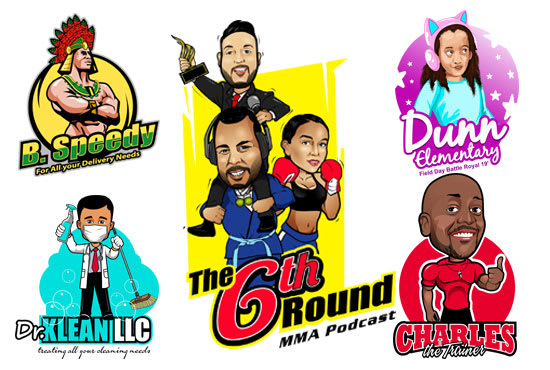 B. Speedy
For All your Delivery Needs
Dr. KLEAN LLC
treating all your cleaning needs
The 6th Round
MMA Podcast
Dunn
Elementary
Field Day Battle Royal 19'
CHARLES
the Trainer